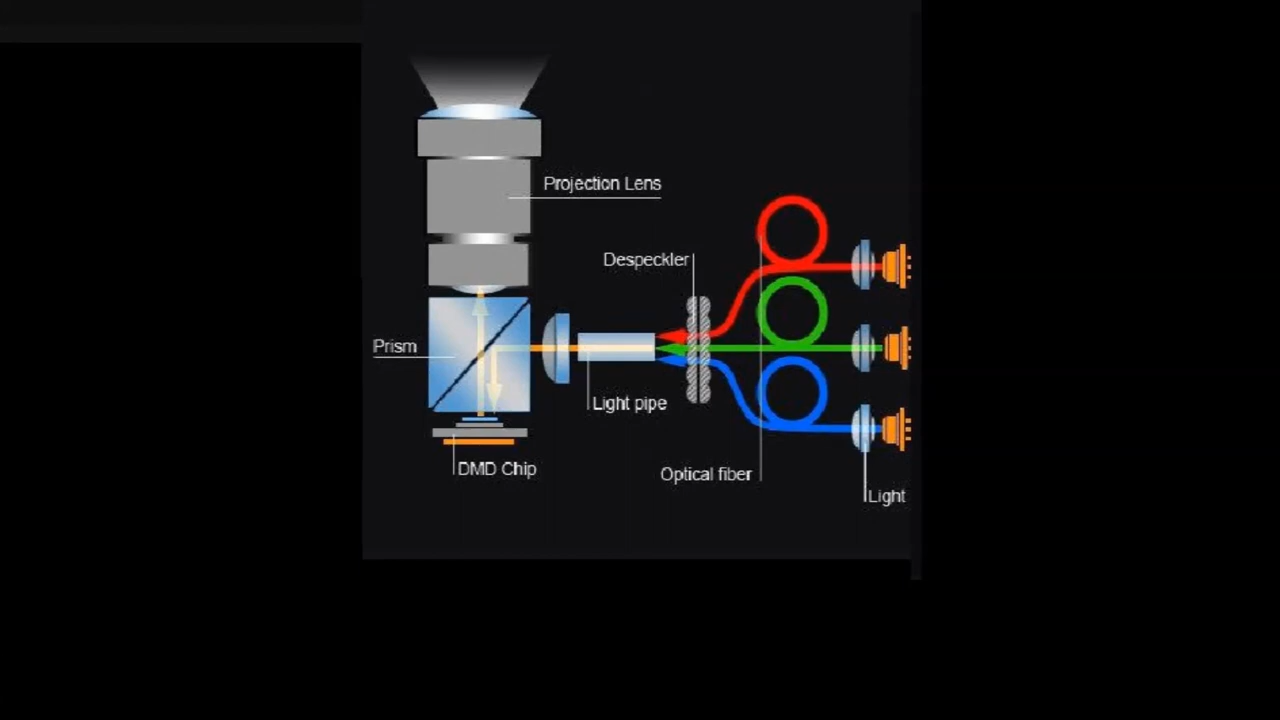 Projection Lens
Despeckler
Prism
Light pipe
DMD Chip
Optical fiber
Light